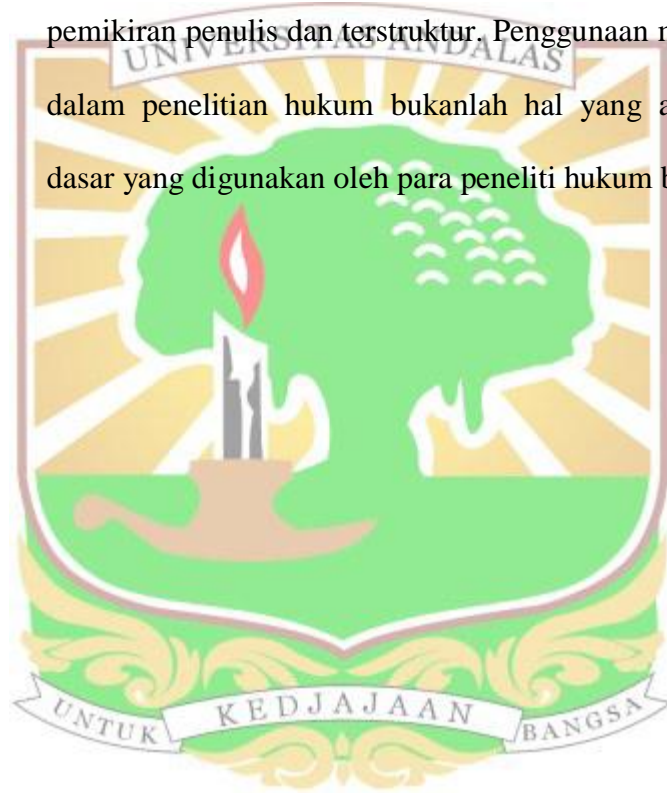 pemikiran penulis dan terstruktur. Penggunaan
UNIVERSITAS ANDALAS
dalam penelitian hukum bukanlah hal yang
dasar yang digunakan oleh para peneliti hukum
UNTUK KEDJAJAAN BANGSA